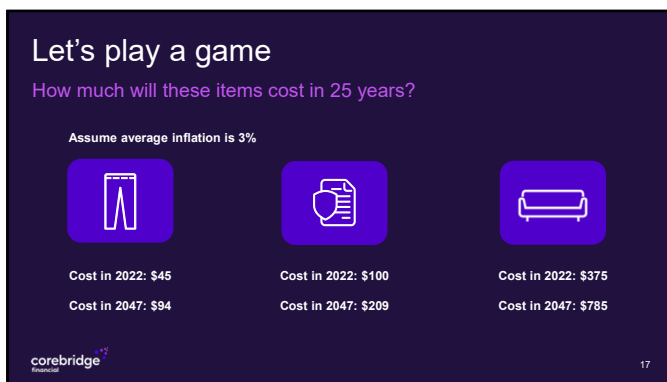 Let’s play a game
How much will these items cost in 25 years?
Assume average inflation is 3%
Cost in 2022: $45
Cost in 2047: $94
Cost in 2022: $100
Cost in 2047: $209
Cost in 2022: $375
Cost in 2047: $785
corebridge
financial
17